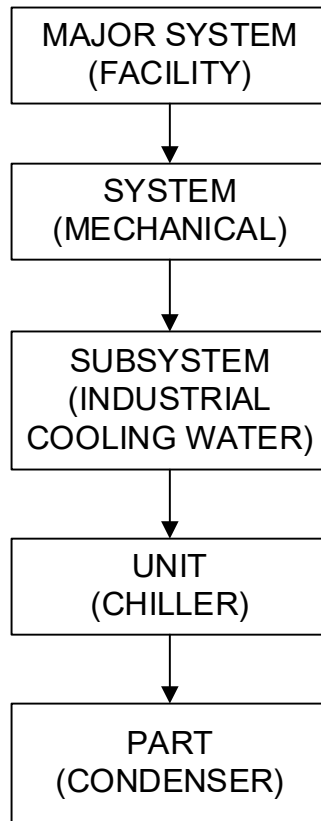 MAJOR SYSTEM
(FACILITY)
SYSTEM
(MECHANICAL)
SUBSYSTEM
(INDUSTRIAL
COOLING WATER)
UNIT
(CHILLER)
PART
(CONDENSER)